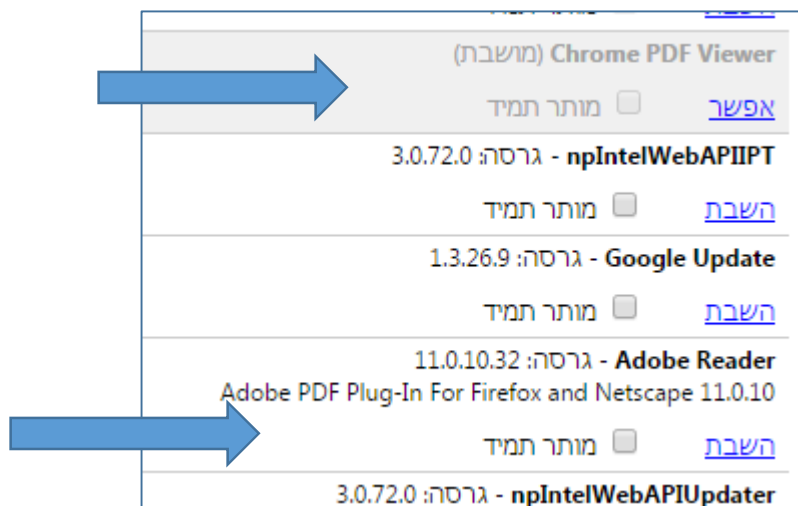 Chrome PDF Viewer (מושבת)
אפשר מותר תמיד
npIntelWebAPIIPT - גרסה: 3.0.72.0
השבת מותר תמיד
Google Update - גרסה: 1.3.26.9
השבת מותר תמיד
Adobe Reader - גרסה: 11.0.10.32
Adobe PDF Plug-In For Firefox and Netscape 11.0.10
השבת מותר תמיד
npIntelWebAPIUpdater - גרסה: 3.0.72.0